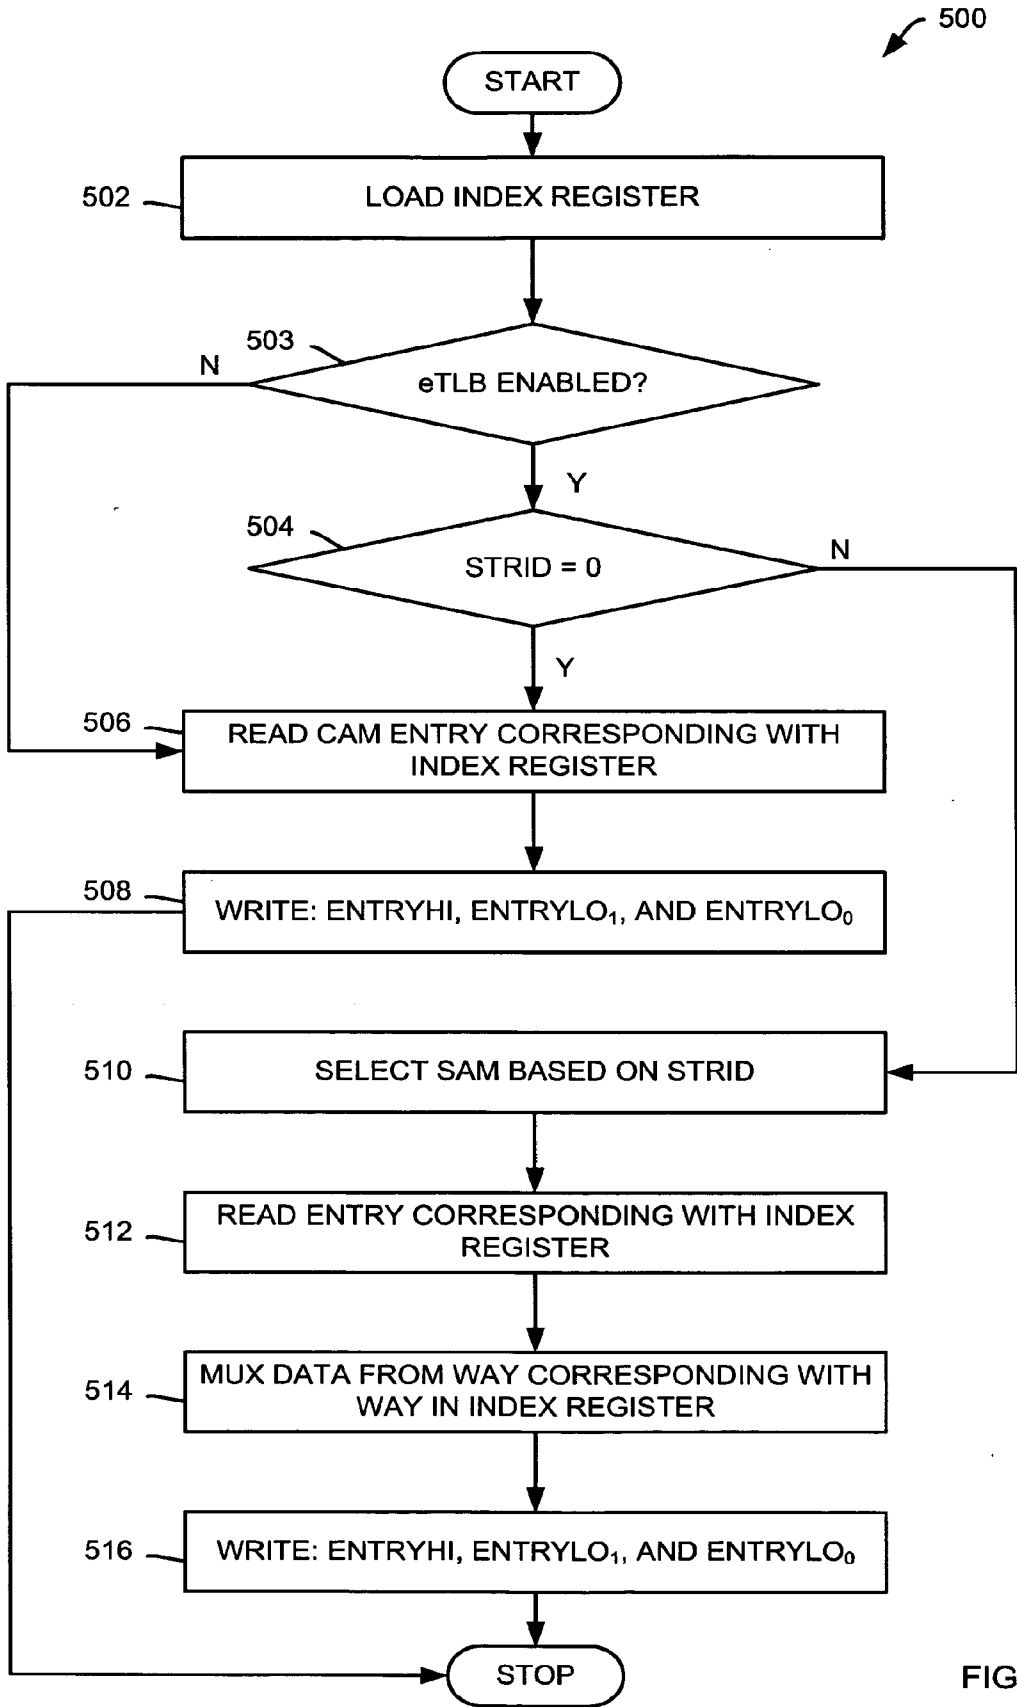 500
START
502
LOAD INDEX REGISTER
503
N
eTLB ENABLED?
Y
504
N
STRID = 0
Y
506
READ CAM ENTRY CORRESPONDING WITH
INDEX REGISTER
508
WRITE: ENTRYHI, ENTRYLO₁, AND ENTRYLO₀
510
SELECT SAM BASED ON STRID
512
READ ENTRY CORRESPONDING WITH INDEX
REGISTER
514
MUX DATA FROM WAY CORRESPONDING WITH
WAY IN INDEX REGISTER
516
WRITE: ENTRYHI, ENTRYLO₁, AND ENTRYLO₀
STOP
FIG